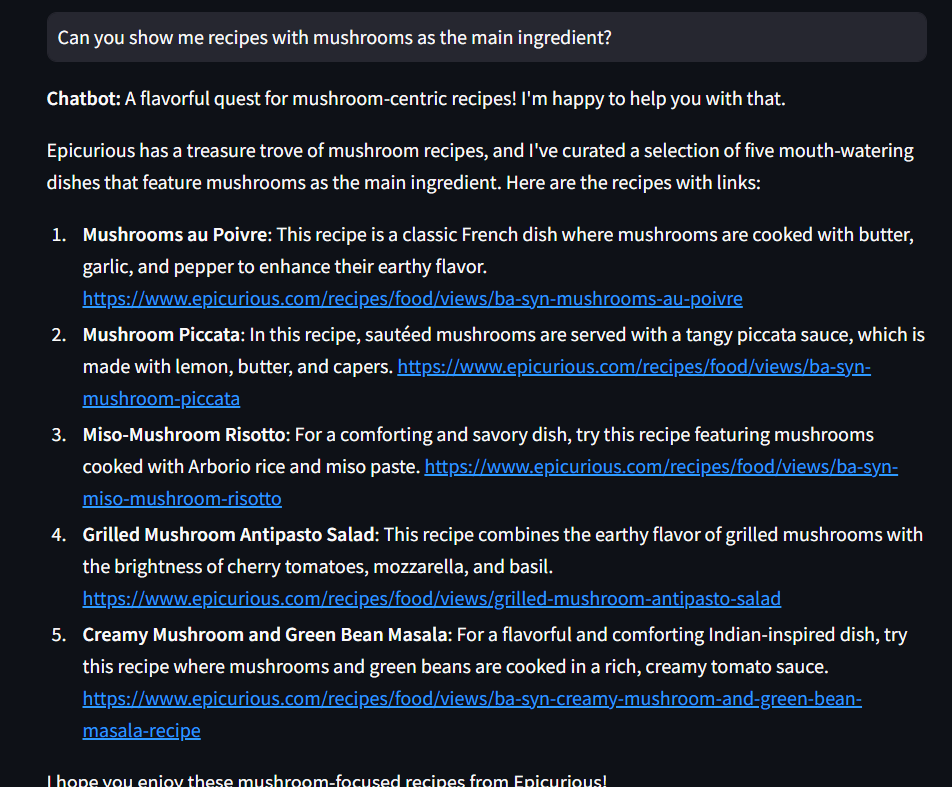 Can you show me recipes with mushrooms as the main ingredient?
Chatbot: A flavorful quest for mushroom-centric recipes! I'm happy to help you with that.
Epicurious has a treasure trove of mushroom recipes, and I've curated a selection of five mouth-watering
dishes that feature mushrooms as the main ingredient. Here are the recipes with links:
1. Mushrooms au Poivre: This recipe is a classic French dish where mushrooms are cooked with butter,
garlic, and pepper to enhance their earthy flavor.
https://www.epicurious.com/recipes/food/views/ba-syn-mushrooms-au-poivre
2. Mushroom Piccata: In this recipe, sautéed mushrooms are served with a tangy piccata sauce, which is
made with lemon, butter, and capers. https://www.epicurious.com/recipes/food/views/ba-syn-
mushroom-piccata
3. Miso-Mushroom Risotto: For a comforting and savory dish, try this recipe featuring mushrooms
cooked with Arborio rice and miso paste. https://www.epicurious.com/recipes/food/views/ba-syn-
miso-mushroom-risotto
4. Grilled Mushroom Antipasto Salad: This recipe combines the earthy flavor of grilled mushrooms with
the brightness of cherry tomatoes, mozzarella, and basil.
https://www.epicurious.com/recipes/food/views/grilled-mushroom-antipasto-salad
5. Creamy Mushroom and Green Bean Masala: For a flavorful and comforting Indian-inspired dish, try
this recipe where mushrooms and green beans are cooked in a rich, creamy tomato sauce.
https://www.epicurious.com/recipes/food/views/ba-syn-creamy-mushroom-and-green-bean-
masala-recipe
I hope you enjoy these mushroom-focused recipes from Epicurious!